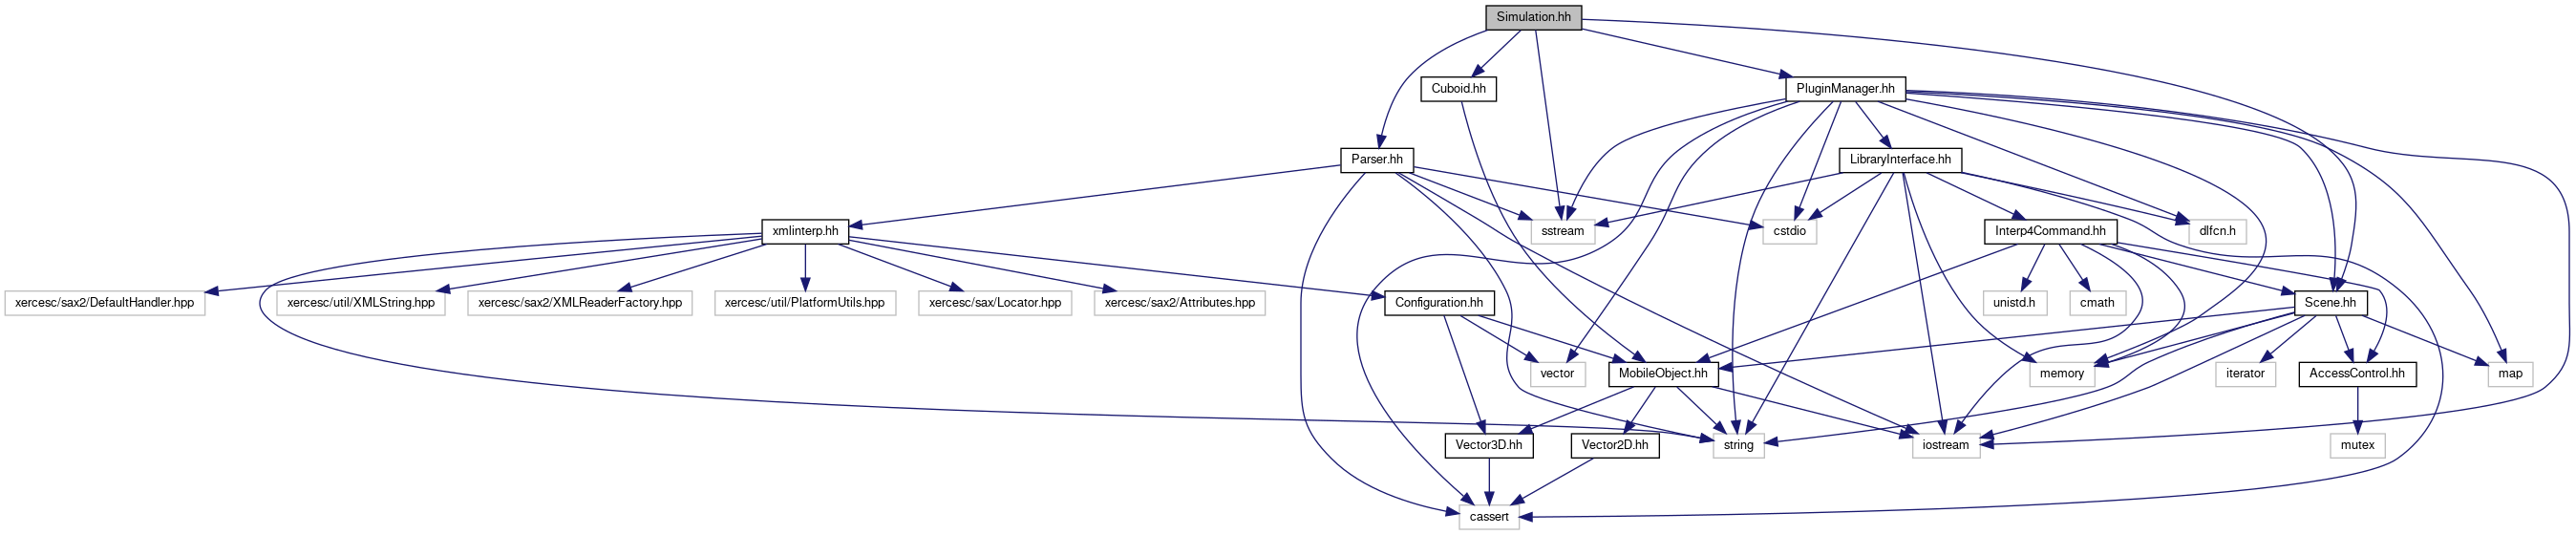 Simulation.hh
Cuboid.hh
PluginManager.hh
Parser.hh
LibraryInterface.hh
xmlinterp.hh
sstream
cstdio
Interp4Command.hh
dlfcn.h
xercesc/sax2/DefaultHandler.hpp
xercesc/util/XMLString.hpp
xercesc/sax2/XMLReaderFactory.hpp
xercesc/util/PlatformUtils.hpp
xercesc/sax/Locator.hpp
xercesc/sax2/Attributes.hpp
Configuration.hh
unistd.h
cmath
Scene.hh
vector
MobileObject.hh
memory
iterator
AccessControl.hh
map
Vector3D.hh
Vector2D.hh
string
iostream
mutex
cassert